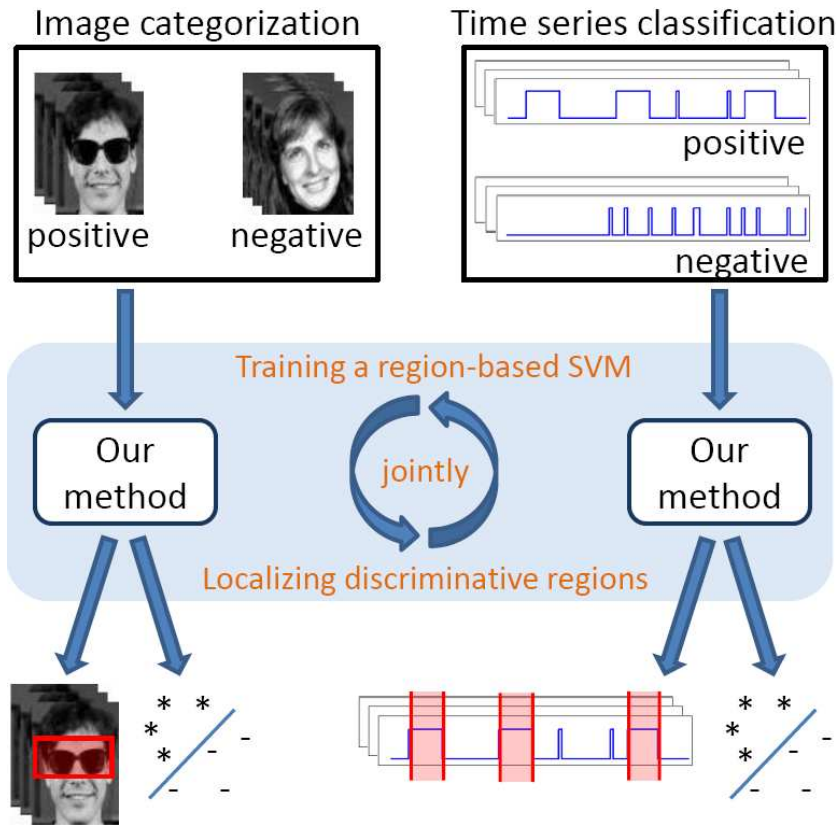 Image categorization
Time series classification
positive
negative
positive
negative
Training a region-based SVM
Our
method
jointly
Our
method
Localizing discriminative regions